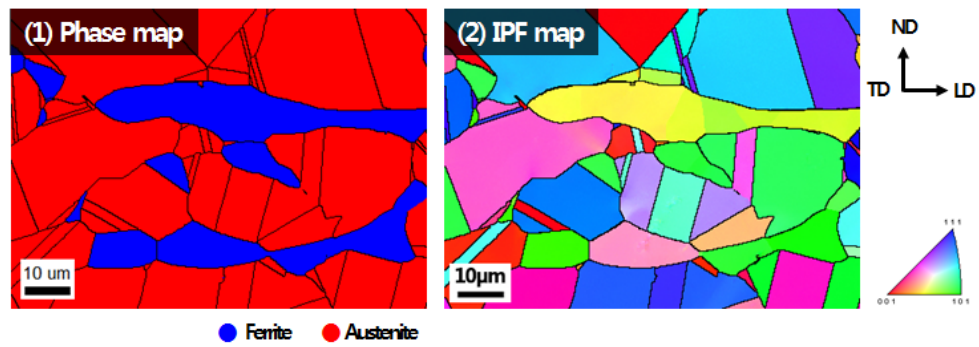 (1) Phase map
(2) IPF map
ND
TD
LD
10 um
10μm
111
001
101
Ferrite
Austenite